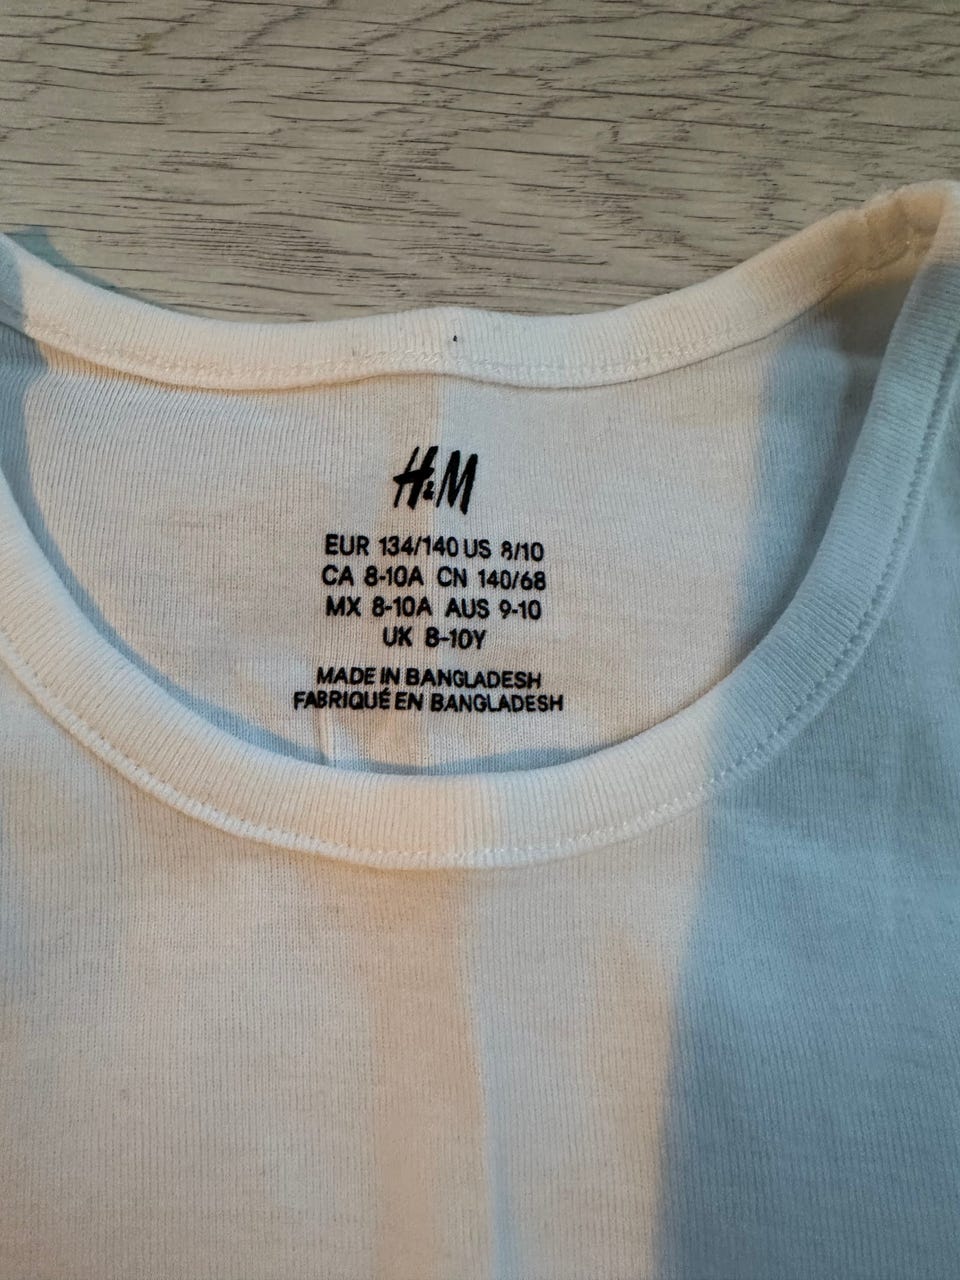 H&M
EUR 134/140 US 8/10
CA 8-10A CN 140/68
MX 8-10A AUS 9-10
UK 8-10Y
MADE IN BANGLADESH
FABRIQUÉ EN BANGLADESH